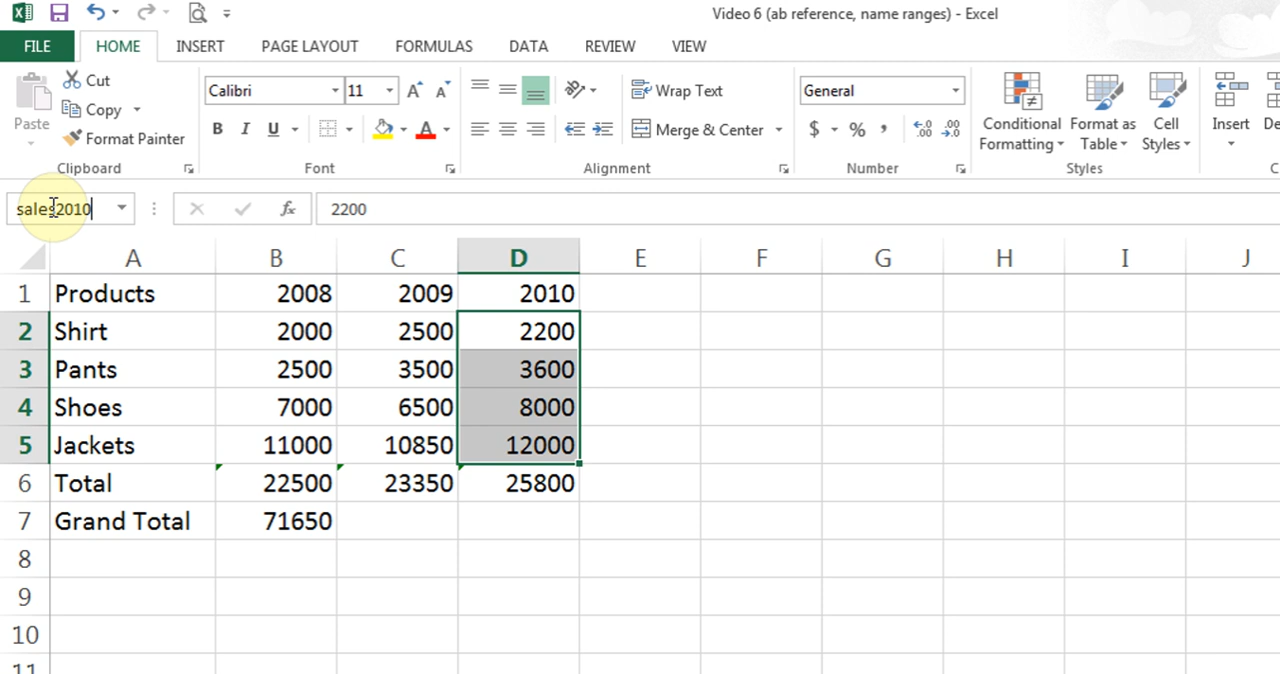 Video 6 (ab reference, name ranges) - Excel
FILE HOME INSERT PAGE LAYOUT FORMULAS DATA REVIEW VIEW
Paste
Cut
Copy
Format Painter
Clipboard
Calibri 11
B I U A
Font
Wrap Text
Merge & Center
Alignment
General
$ % , .00 .0
Number
Conditional Formatting
Format as Table
Cell Styles
Styles
Insert
sales2010 fx 2200
A B C D E F G H I J
1 Products 2008 2009 2010
2 Shirt 2000 2500 2200
3 Pants 2500 3500 3600
4 Shoes 7000 6500 8000
5 Jackets 11000 10850 12000
6 Total 22500 23350 25800
7 Grand Total 71650
8
9
10
11